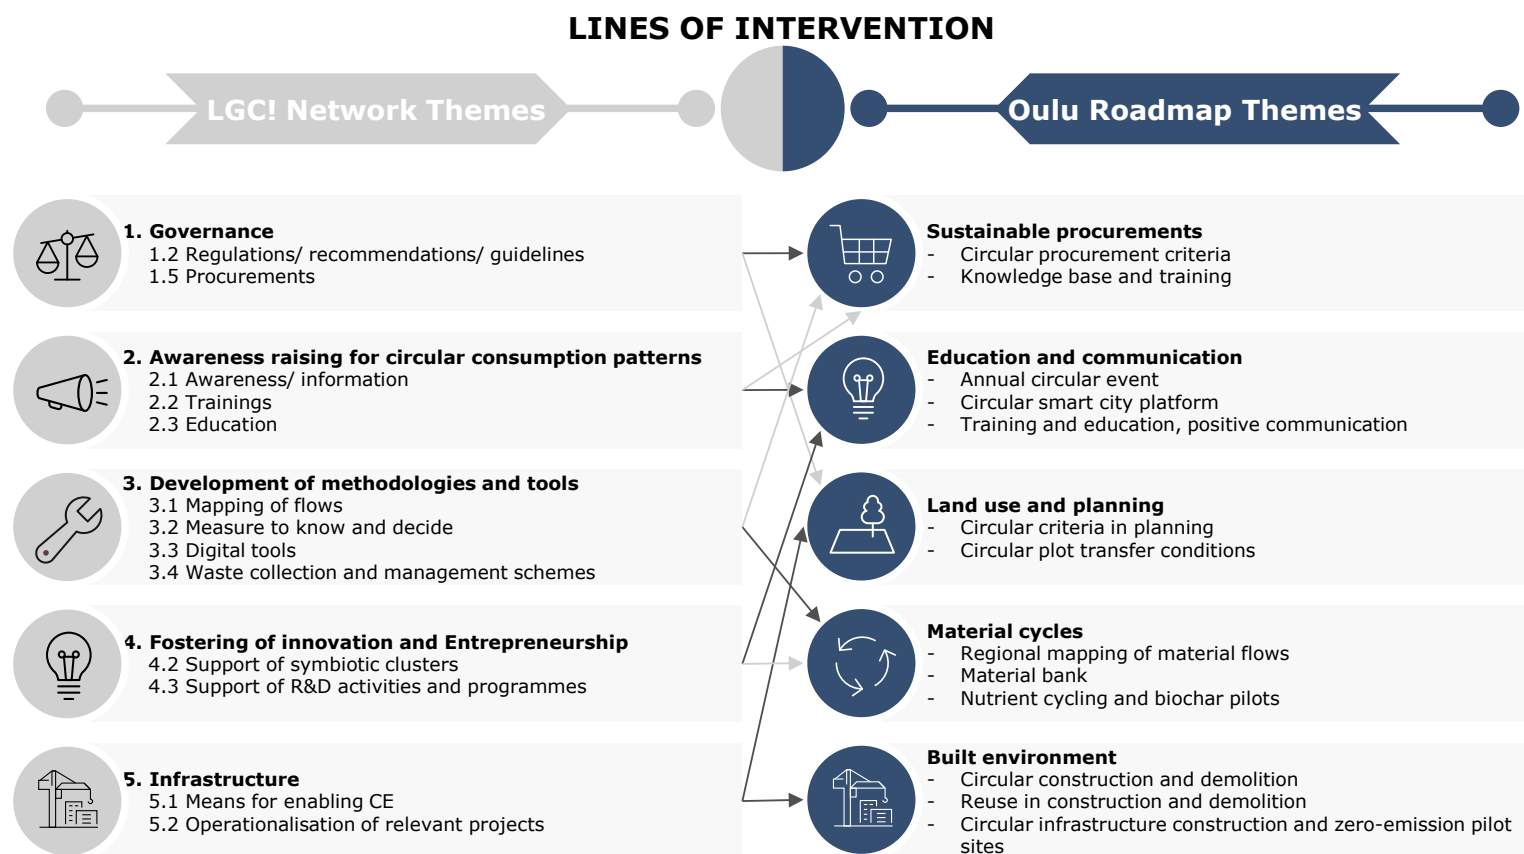 LINES OF INTERVENTION
LGC! Network Themes
Oulu Roadmap Themes
1. Governance
1.2 Regulations/ recommendations/ guidelines
1.5 Procurements
2. Awareness raising for circular consumption patterns
2.1 Awareness/ information
2.2 Trainings
2.3 Education
3. Development of methodologies and tools
3.1 Mapping of flows
3.2 Measure to know and decide
3.3 Digital tools
3.4 Waste collection and management schemes
4. Fostering of innovation and Entrepreneurship
4.2 Support of symbiotic clusters
4.3 Support of R&D activities and programmes
5. Infrastructure
5.1 Means for enabling CE
5.2 Operationalisation of relevant projects
Sustainable procurements
- Circular procurement criteria
- Knowledge base and training
Education and communication
- Annual circular event
- Circular smart city platform
- Training and education, positive communication
Land use and planning
- Circular criteria in planning
- Circular plot transfer conditions
Material cycles
- Regional mapping of material flows
- Material bank
- Nutrient cycling and biochar pilots
Built environment
- Circular construction and demolition
- Reuse in construction and demolition
- Circular infrastructure construction and zero-emission pilot
sites